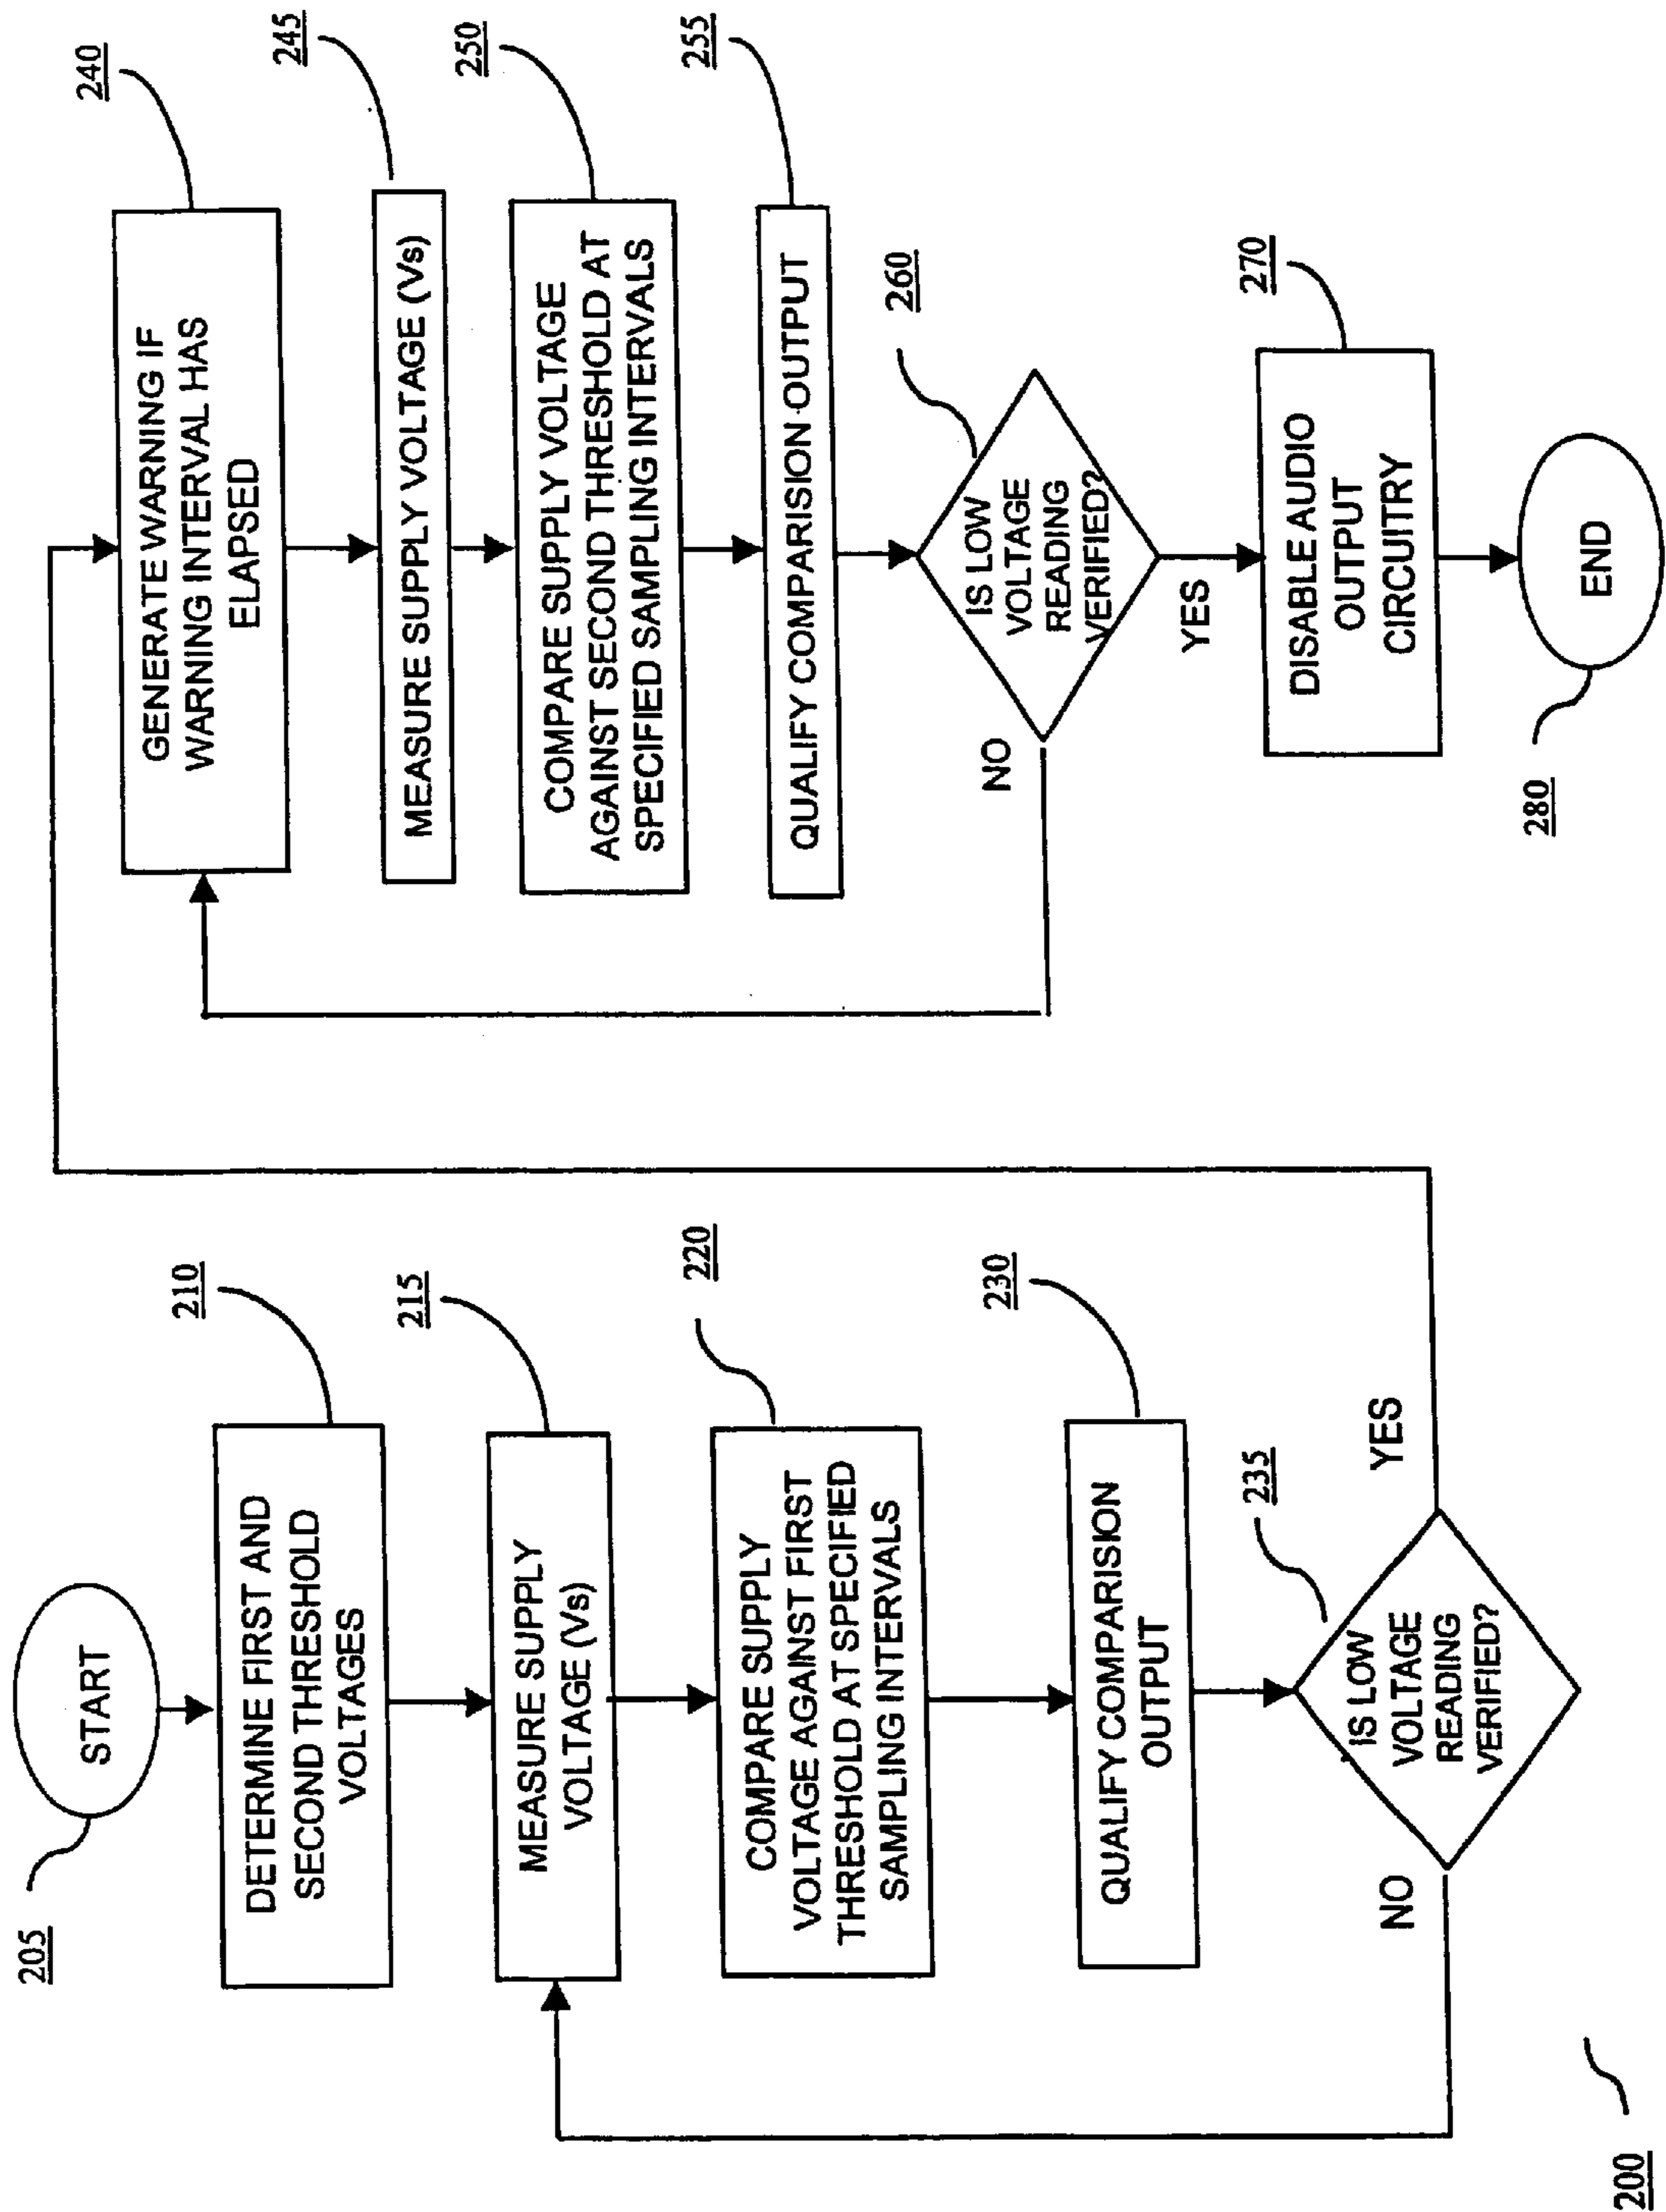 205
START
210
DETERMINE FIRST AND
SECOND THRESHOLD
VOLTAGES
215
MEASURE SUPPLY
VOLTAGE (Vs)
220
COMPARE SUPPLY
VOLTAGE AGAINST FIRST
THRESHOLD AT SPECIFIED
SAMPLING INTERVALS
230
QUALIFY COMPARISION
OUTPUT
235
IS LOW
VOLTAGE
READING
VERIFIED?
NO
YES
200
240
GENERATE WARNING IF
WARNING INTERVAL HAS
ELAPSED
245
MEASURE SUPPLY VOLTAGE (Vs)
250
COMPARE SUPPLY VOLTAGE
AGAINST SECOND THRESHOLD AT
SPECIFIED SAMPLING INTERVALS
255
QUALIFY COMPARISION OUTPUT
260
IS LOW
VOLTAGE
READING
VERIFIED?
NO
YES
270
DISABLE AUDIO
OUTPUT
CIRCUITRY
280
END